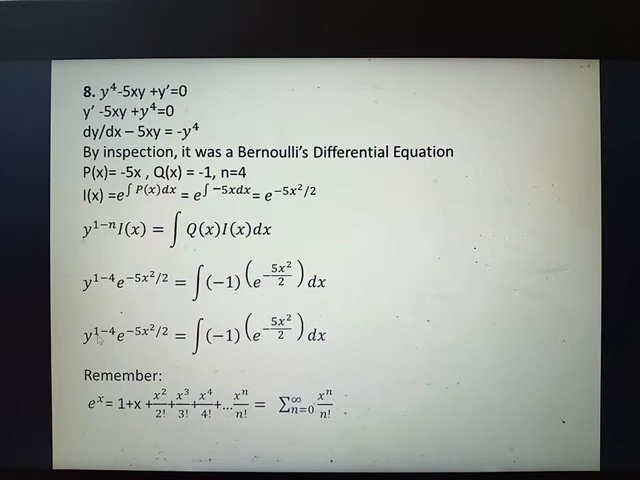 8. y⁴-5xy +y'=0
y' -5xy +y⁴=0
dy/dx – 5xy = -y⁴
By inspection, it was a Bernoulli's Differential Equation
P(x)= -5x , Q(x) = -1, n=4
I(x) =e^∫ P(x)dx = e^∫ −5xdx = e^−5x²/2
y^1−n I(x) = ∫ Q(x)I(x)dx
y^1−4 e^−5x²/2 = ∫(−1) (e^−5x²/2) dx
y^1−4 e^−5x²/2 = ∫(−1) (e^−5x²/2) dx
Remember:
e^x = 1+x + x²/2! + x³/3! + x⁴/4! +... xⁿ/n! = ∑_{n=0}^∞ xⁿ/n!